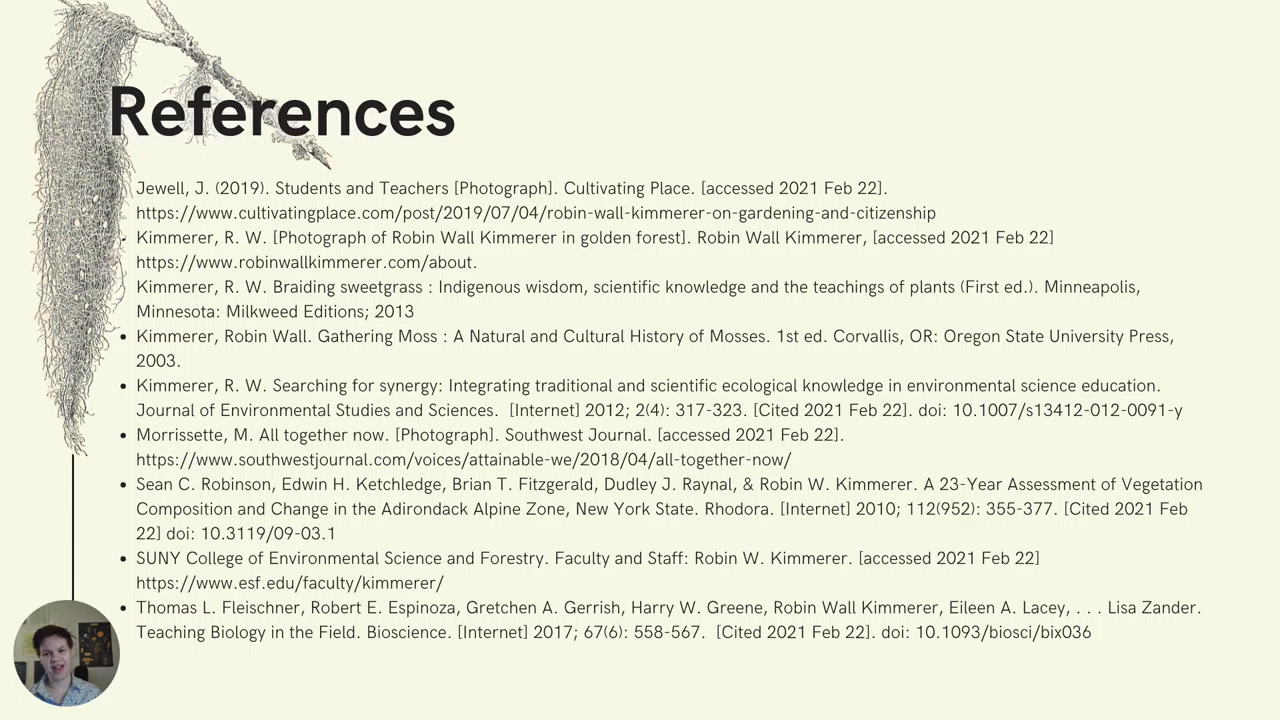 References
Jewell, J. (2019). Students and Teachers [Photograph]. Cultivating Place. [accessed 2021 Feb 22].
https://www.cultivatingplace.com/post/2019/07/04/robin-wall-kimmerer-on-gardening-and-citizenship
Kimmerer, R. W. [Photograph of Robin Wall Kimmerer in golden forest]. Robin Wall Kimmerer, [accessed 2021 Feb 22]
https://www.robinwallkimmerer.com/about.
Kimmerer, R. W. Braiding sweetgrass : Indigenous wisdom, scientific knowledge and the teachings of plants (First ed.). Minneapolis,
Minnesota: Milkweed Editions; 2013
• Kimmerer, Robin Wall. Gathering Moss : A Natural and Cultural History of Mosses. 1st ed. Corvallis, OR: Oregon State University Press,
2003.
• Kimmerer, R. W. Searching for synergy: Integrating traditional and scientific ecological knowledge in environmental science education.
Journal of Environmental Studies and Sciences.  [Internet] 2012; 2(4): 317-323. [Cited 2021 Feb 22]. doi: 10.1007/s13412-012-0091-y
• Morrissette, M. All together now. [Photograph]. Southwest Journal. [accessed 2021 Feb 22].
https://www.southwestjournal.com/voices/attainable-we/2018/04/all-together-now/
• Sean C. Robinson, Edwin H. Ketchledge, Brian T. Fitzgerald, Dudley J. Raynal, & Robin W. Kimmerer. A 23-Year Assessment of Vegetation
Composition and Change in the Adirondack Alpine Zone, New York State. Rhodora. [Internet] 2010; 112(952): 355-377. [Cited 2021 Feb
22] doi: 10.3119/09-03.1
• SUNY College of Environmental Science and Forestry. Faculty and Staff: Robin W. Kimmerer. [accessed 2021 Feb 22]
https://www.esf.edu/faculty/kimmerer/
• Thomas L. Fleischner, Robert E. Espinoza, Gretchen A. Gerrish, Harry W. Greene, Robin Wall Kimmerer, Eileen A. Lacey, . . . Lisa Zander.
Teaching Biology in the Field. Bioscience. [Internet] 2017; 67(6): 558-567.  [Cited 2021 Feb 22]. doi: 10.1093/biosci/bix036